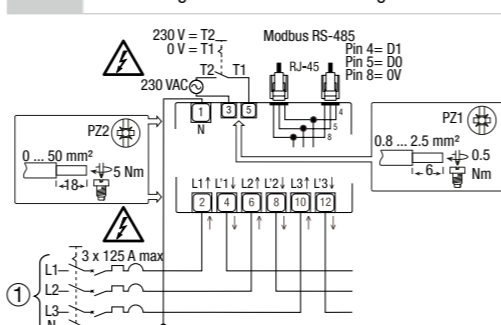 230 V = T2
0 V = T1
Modbus RS-485
Pin 4= D1
Pin 5= D0
Pin 8= 0V
T2
T1
RJ-45
230 VAC
1
3
5
N
4
5
8
PZ2
0 ... 50 mm²
18
5 Nm
PZ1
0.8 ... 2.5 mm²
6
0.5
Nm
L1↑ L'1↓ L2↑ L'2↓ L3↑ L'3↓
2 4 6 8 10 12
3 x 125 A max
1
L1
L2
L3
N